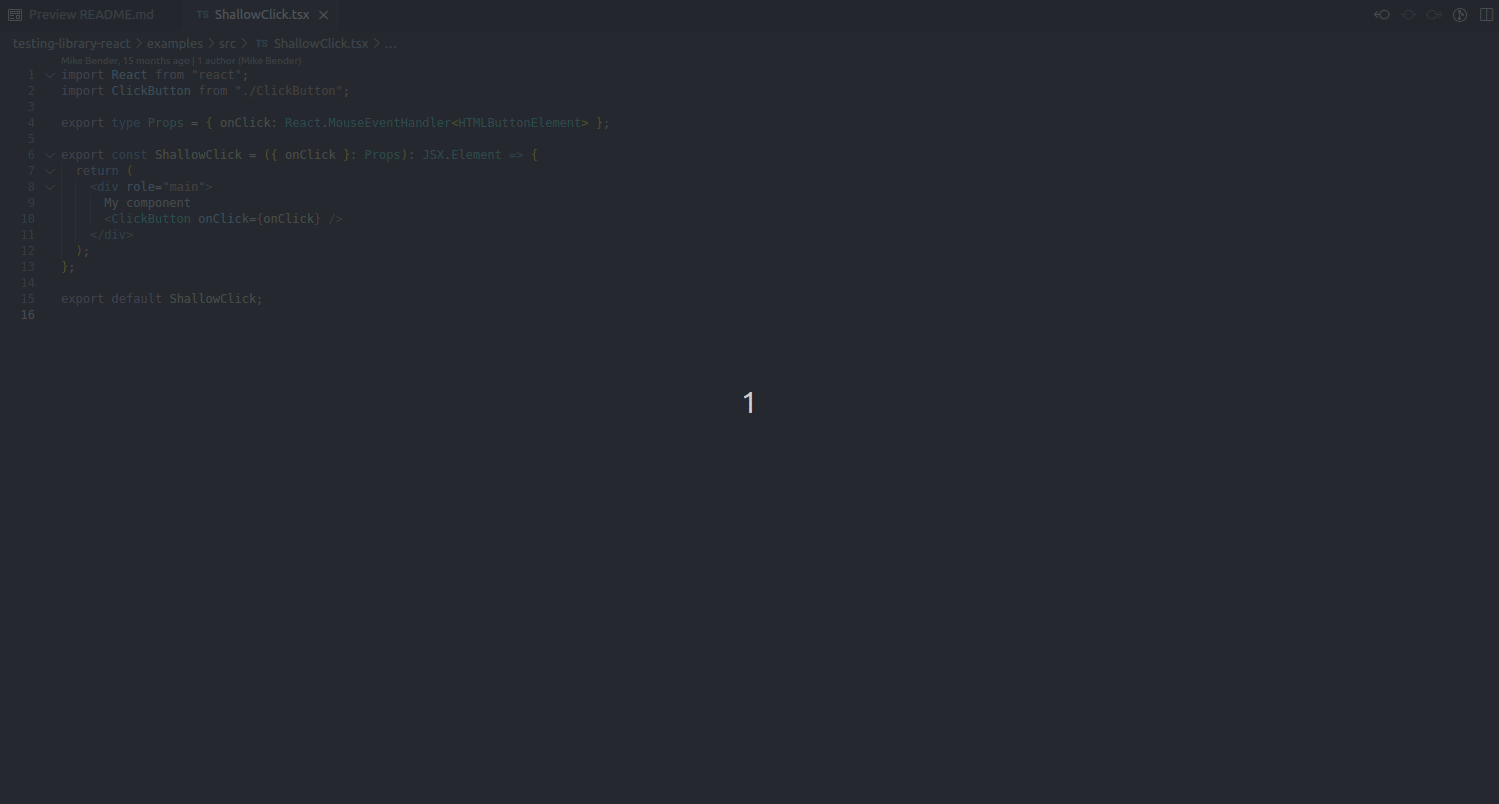 Preview README.md TS ShallowClick.tsx
testing-library-react > examples > src > TS ShallowClick.tsx > ...
Mike Bender, 15 months ago | 1 author (Mike Bender)
1 import React from "react";
2 import ClickButton from "./ClickButton";
3
4 export type Props = { onClick: React.MouseEventHandler<HTMLButtonElement> };
5
6 export const ShallowClick = ({ onClick }: Props): JSX.Element => {
7 return (
8 <div role="main">
9 My component
10 <ClickButton onClick={onClick} />
11 </div>
12 );
13 };
14
15 export default ShallowClick;
16
1